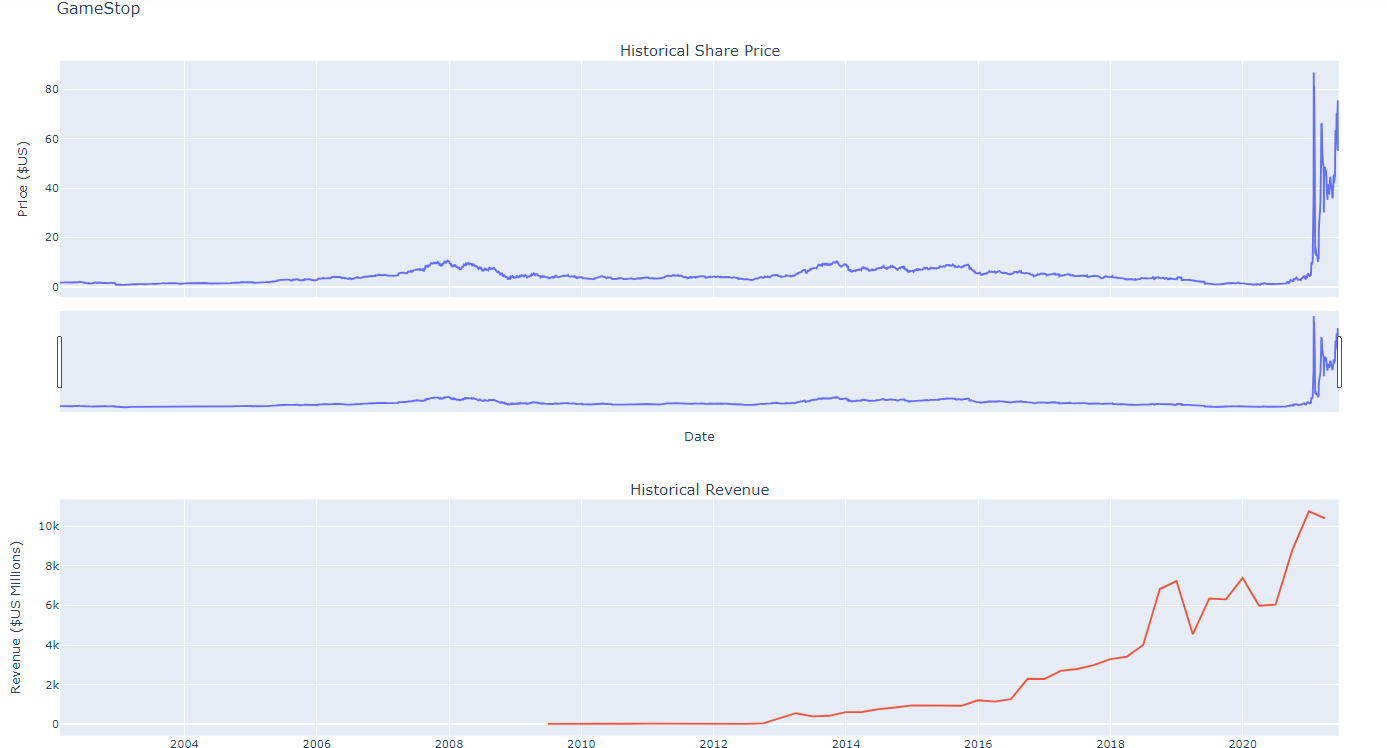 GameStop
Historical Share Price
Price ($US)
80
60
40
20
0
Date
Historical Revenue
Revenue ($US Millions)
10k
8k
6k
4k
2k
0
2004 2006 2008 2010 2012 2014 2016 2018 2020